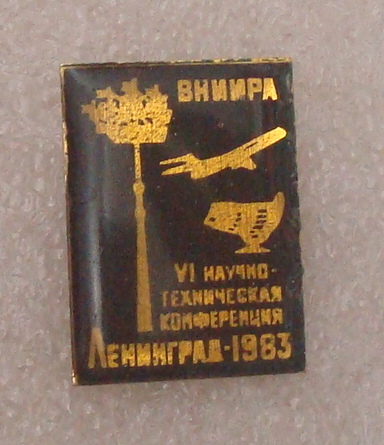 ВНИИРА
VI НАУЧНО-
ТЕХНИЧЕСКАЯ
КОНФЕРЕНЦИЯ
ЛЕНИНГРАД-1983